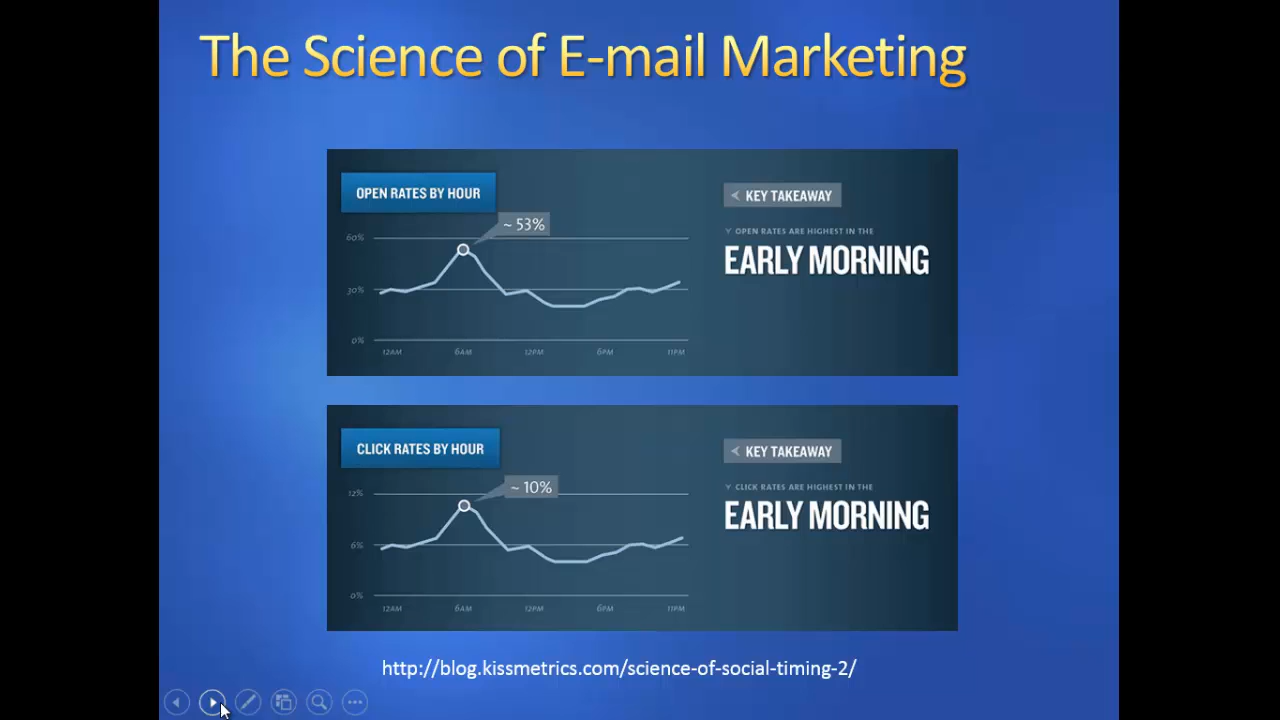 The Science of E-mail Marketing
OPEN RATES BY HOUR
~ 53%
60%
30%
0%
12AM 6AM 12PM 6PM 11PM
KEY TAKEAWAY
OPEN RATES ARE HIGHEST IN THE
EARLY MORNING
CLICK RATES BY HOUR
~ 10%
12%
6%
0%
12AM 6AM 12PM 6PM 11PM
KEY TAKEAWAY
CLICK RATES ARE HIGHEST IN THE
EARLY MORNING
http://blog.kissmetrics.com/science-of-social-timing-2/